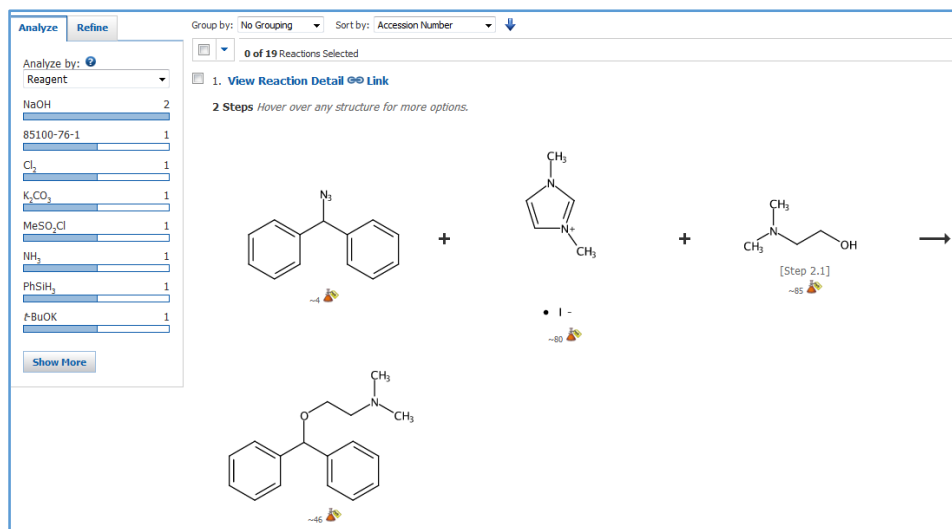 Analyze Refine
Group by: No Grouping Sort by: Accession Number
0 of 19 Reactions Selected
Analyze by: ?
Reagent
NaOH 2
85100-76-1 1
Cl₂ 1
K₂CO₃ 1
MeSO₂Cl 1
NH₃ 1
PhSiH₃ 1
t-BuOK 1
Show More
1. View Reaction Detail Link
2 Steps Hover over any structure for more options.
N₃
~4
+
CH₃
N
N+
CH₃
• I -
~80
+
CH₃
N
CH₃
OH
[Step 2.1]
~85
CH₃
N
CH₃
O
~46